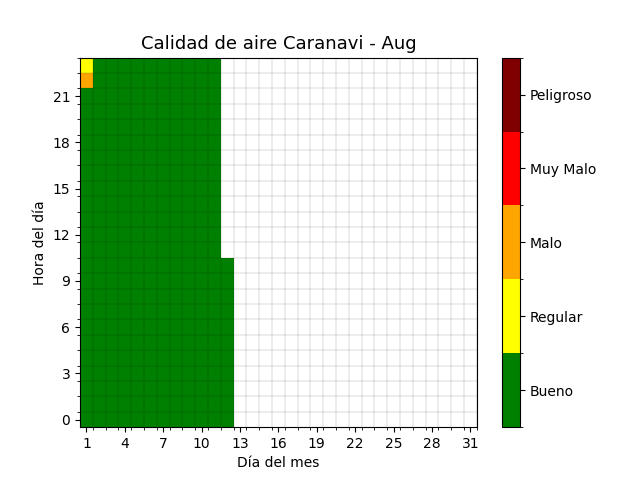 Calidad de aire Caranavi - Aug
Hora del día
21
18
15
12
9
6
3
0
1 4 7 10 13 16 19 22 25 28 31
Día del mes
Peligroso
Muy Malo
Malo
Regular
Bueno